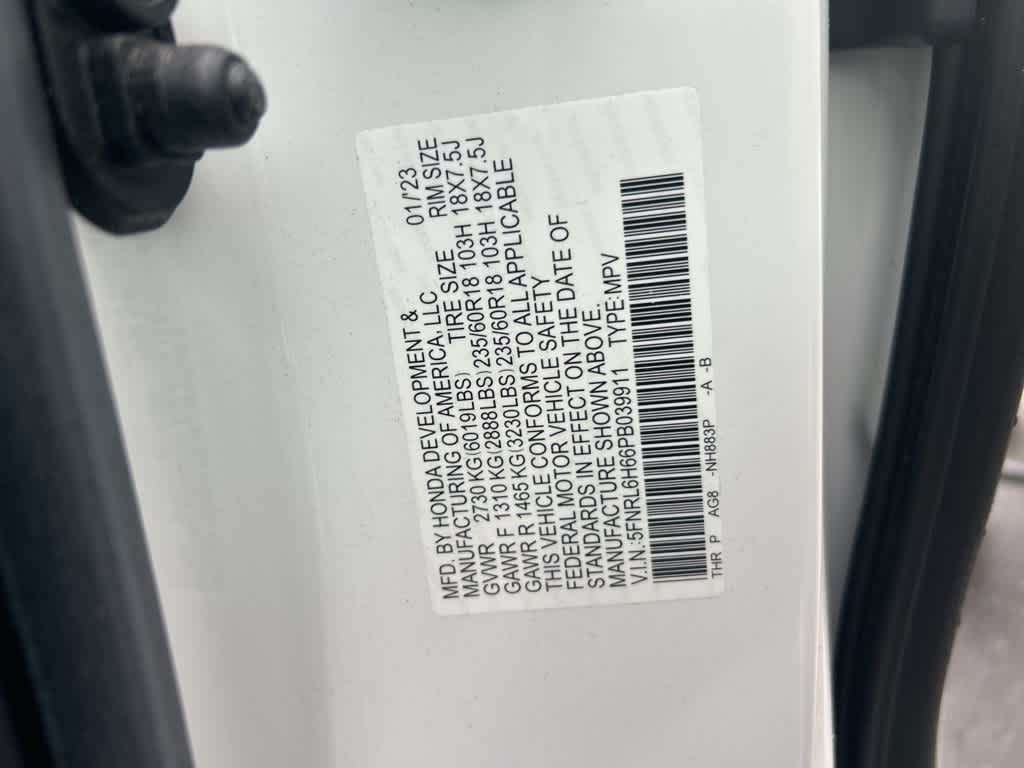 MFD. BY HONDA DEVELOPMENT &
MANUFACTURING OF AMERICA, LLC 01/'23
GVWR 2730 KG(6019LBS) TIRE SIZE RIM SIZE
GAWR F 1310 KG(2888LBS) 235/60R18 103H 18X7.5J
GAWR R 1465 KG(3230LBS) 235/60R18 103H 18X7.5J
THIS VEHICLE CONFORMS TO ALL APPLICABLE
FEDERAL MOTOR VEHICLE SAFETY
STANDARDS IN EFFECT ON THE DATE OF
MANUFACTURE SHOWN ABOVE.
V.I.N.:5FNRL6H66PB039911 TYPE:MPV
THR P AG8 -NH883P -A -B